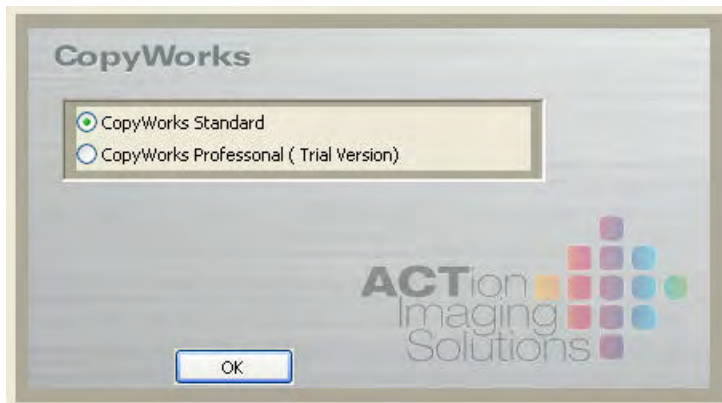 CopyWorks
CopyWorks Standard
CopyWorks Professonal ( Trial Version)
ACTion
Imaging
Solutions
OK